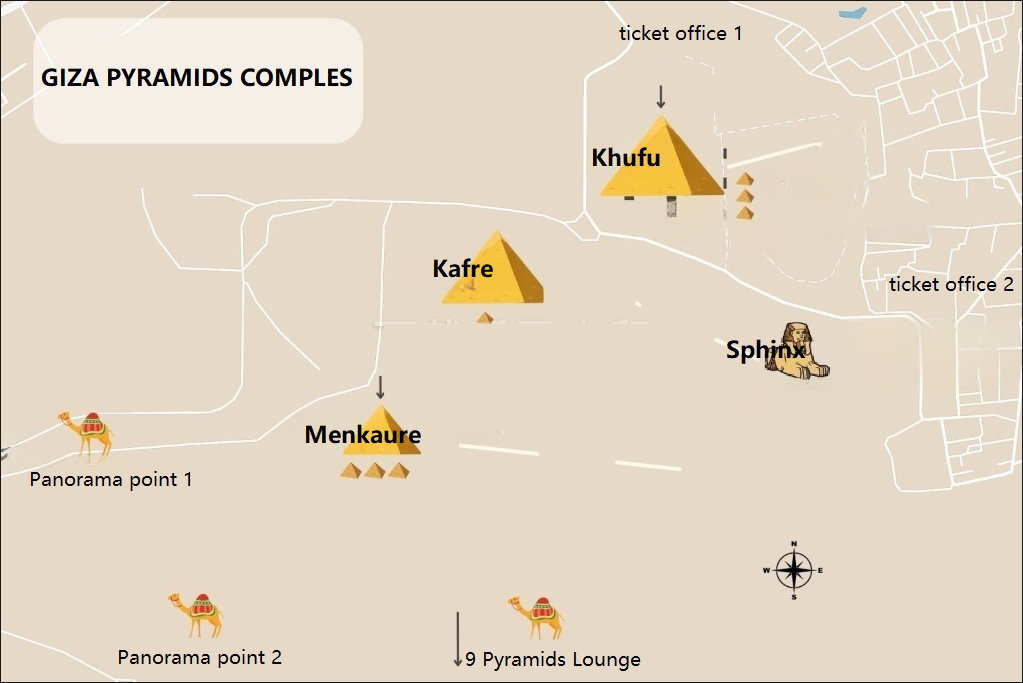 ticket office 1
GIZA PYRAMIDS COMPLES
Khufu
Kafre
ticket office 2
Sphinx
Menkaure
Panorama point 1
N
W E
S
Panorama point 2
9 Pyramids Lounge